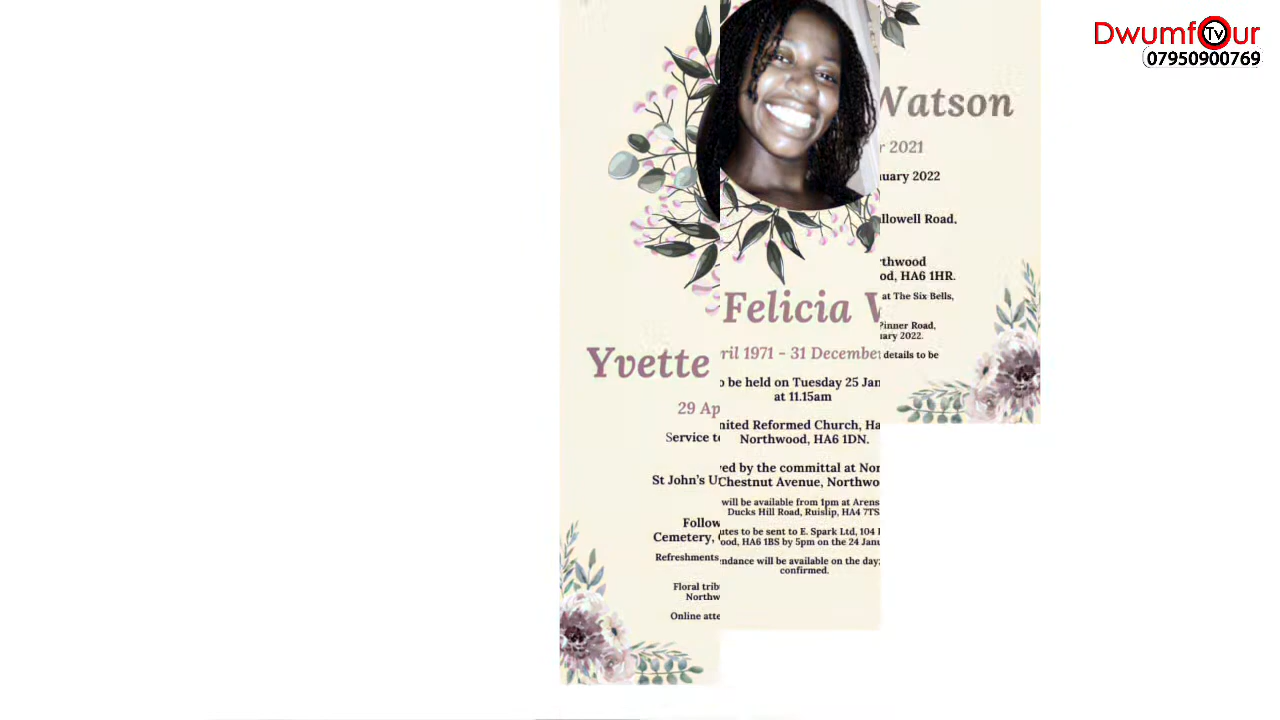 DwumfOur
Tv
07950900769
Yvette
29 Ap
Service to
St John's U
Follow
Cemetery,
Refreshments
Floral trib
Northw
Online atte
Felicia
ril 1971 - 31 December
o be held on Tuesday 25 Jan
at 11.15am
nited Reformed Church, Ha
Northwood, HA6 1DN.
ed by the committal at Nor
Chestnut Avenue, Northwo
will be available from 1pm at Arens
Ducks Hill Road, Ruislip, HA4 7TS
utes to be sent to E. Spark Ltd, 104
ood, HA6 1BS by 5pm on the 24 Janu
ndance will be available on the day;
confirmed.
Watson
r 2021
uary 2022
llowell Road,
rthwood
od, HA6 1HR.
at The Six Bells,
Pinner Road,
ary 2022.
details to be